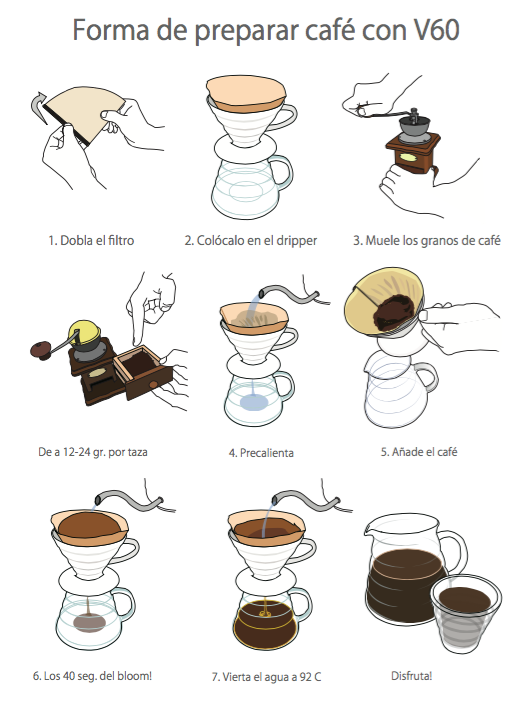 Forma de preparar café con V60
1. Dobla el filtro
2. Colócalo en el dripper
3. Muele los granos de café
De a 12-24 gr. por taza
4. Precalienta
5. Añade el café
6. Los 40 seg. del bloom!
7. Vierta el agua a 92 C
Disfruta!